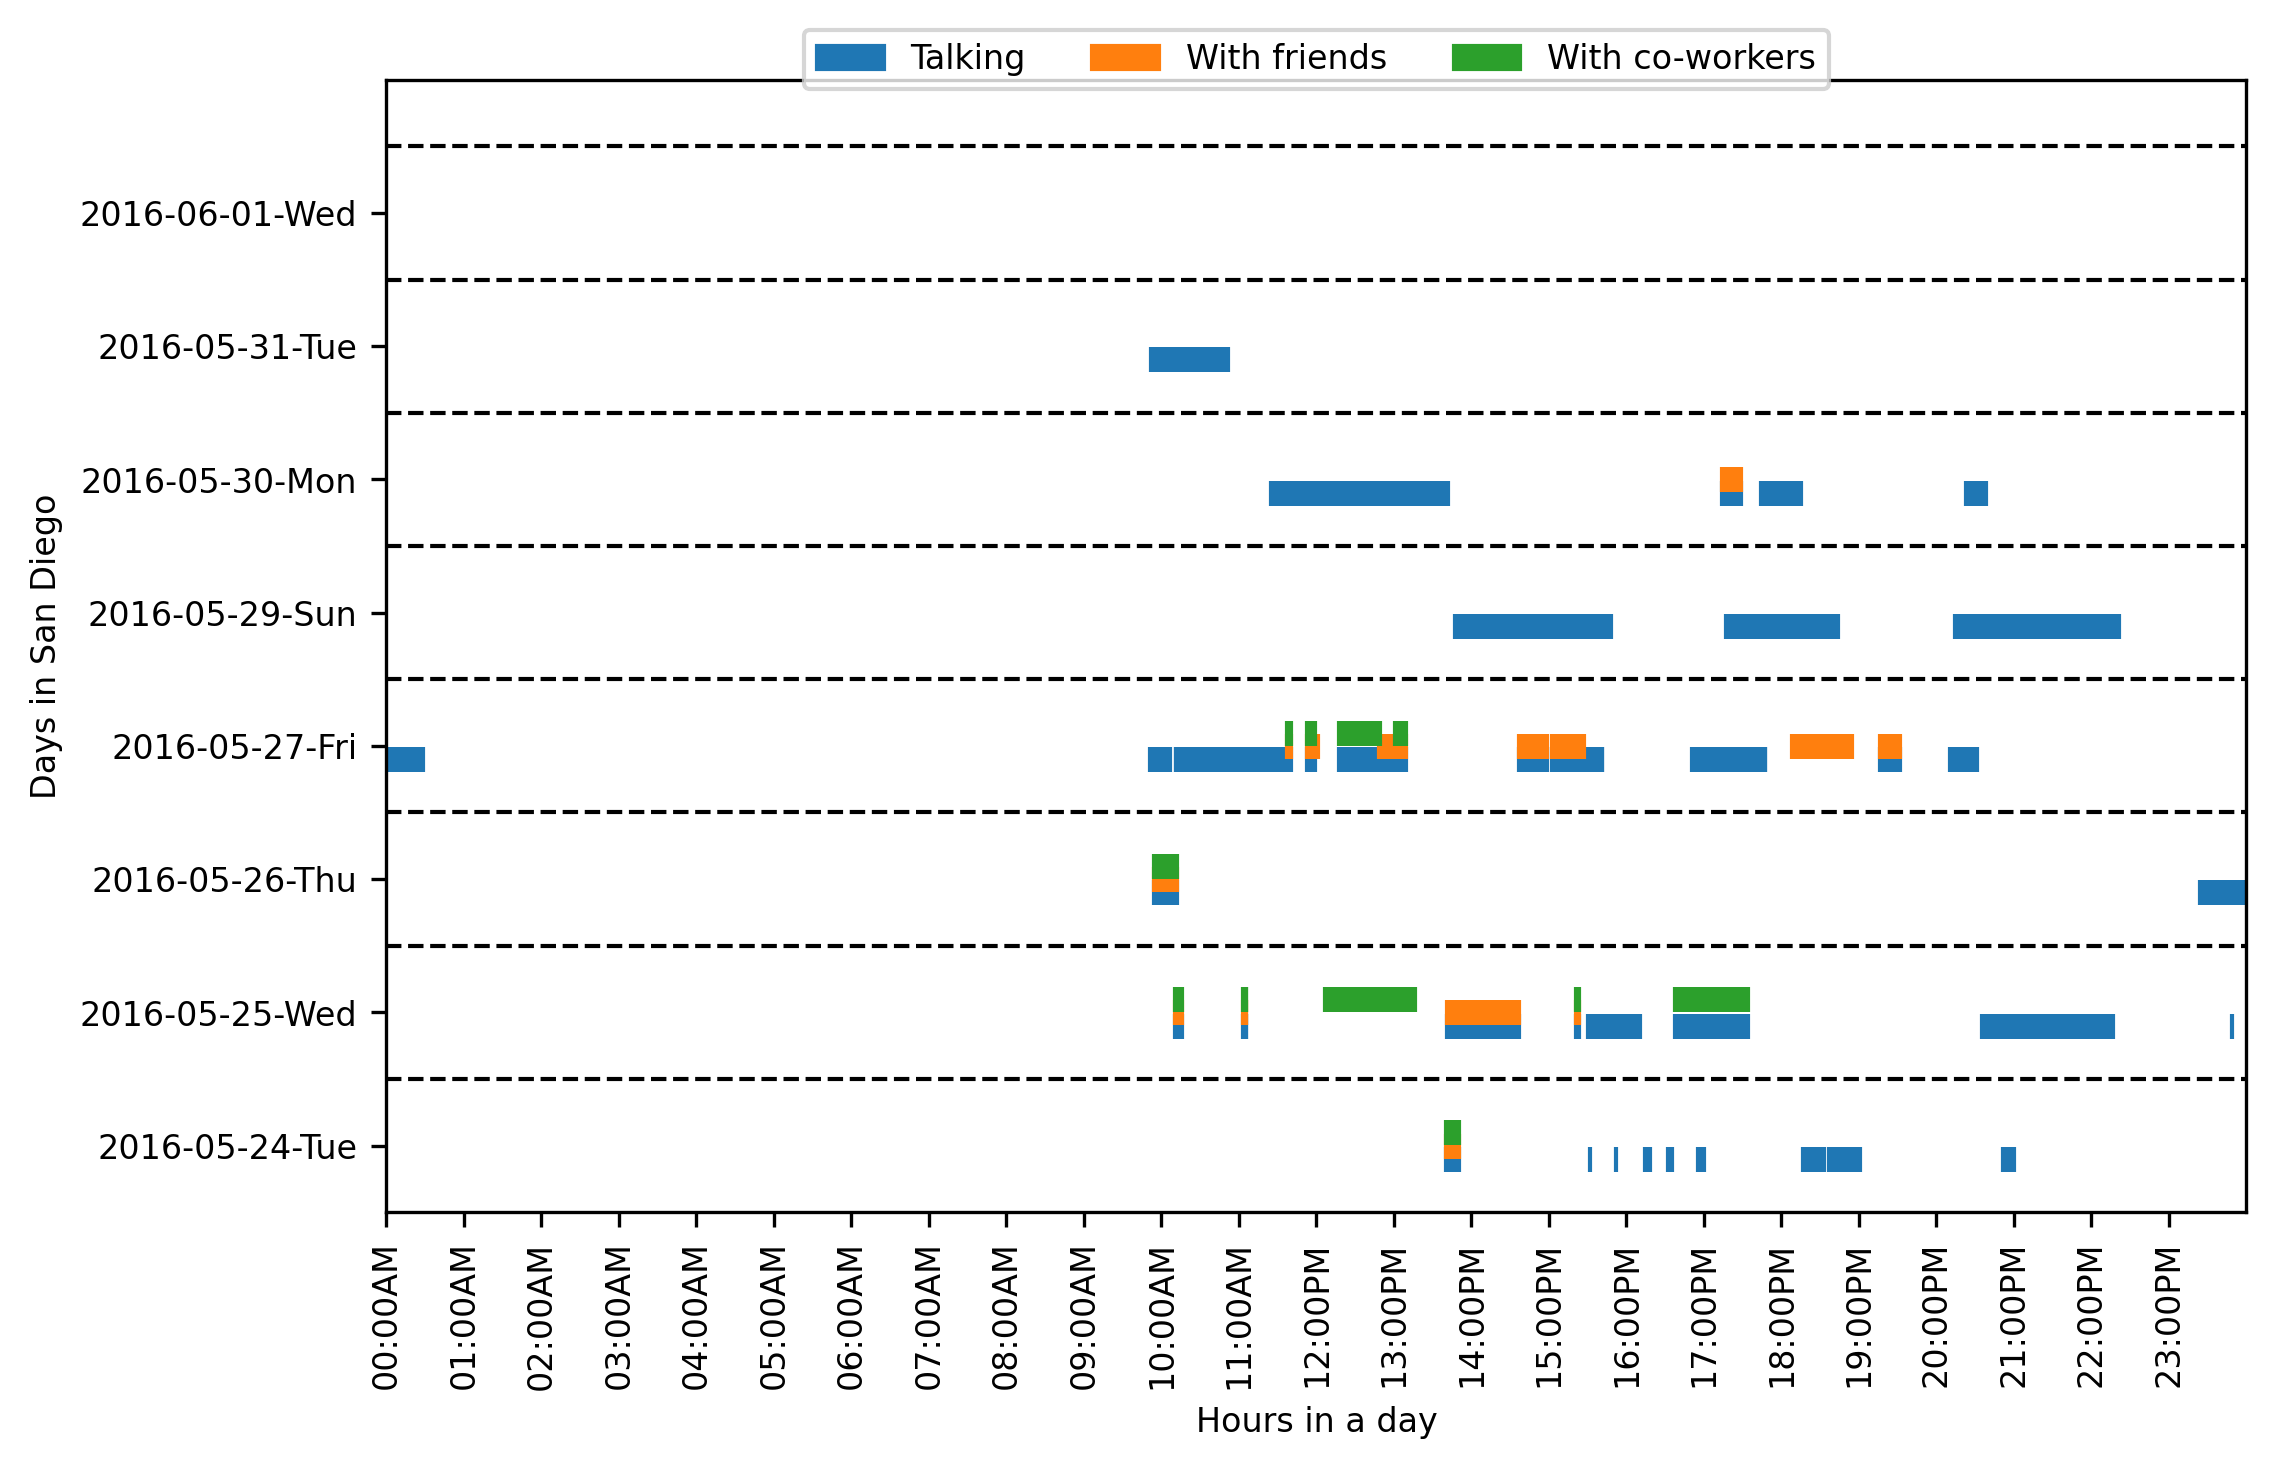 Talking With friends With co-workers
Days in San Diego
2016-06-01-Wed
2016-05-31-Tue
2016-05-30-Mon
2016-05-29-Sun
2016-05-27-Fri
2016-05-26-Thu
2016-05-25-Wed
2016-05-24-Tue
00:00AM
01:00AM
02:00AM
03:00AM
04:00AM
05:00AM
06:00AM
07:00AM
08:00AM
09:00AM
10:00AM
11:00AM
12:00PM
13:00PM
14:00PM
15:00PM
16:00PM
17:00PM
18:00PM
19:00PM
20:00PM
21:00PM
22:00PM
23:00PM
Hours in a day